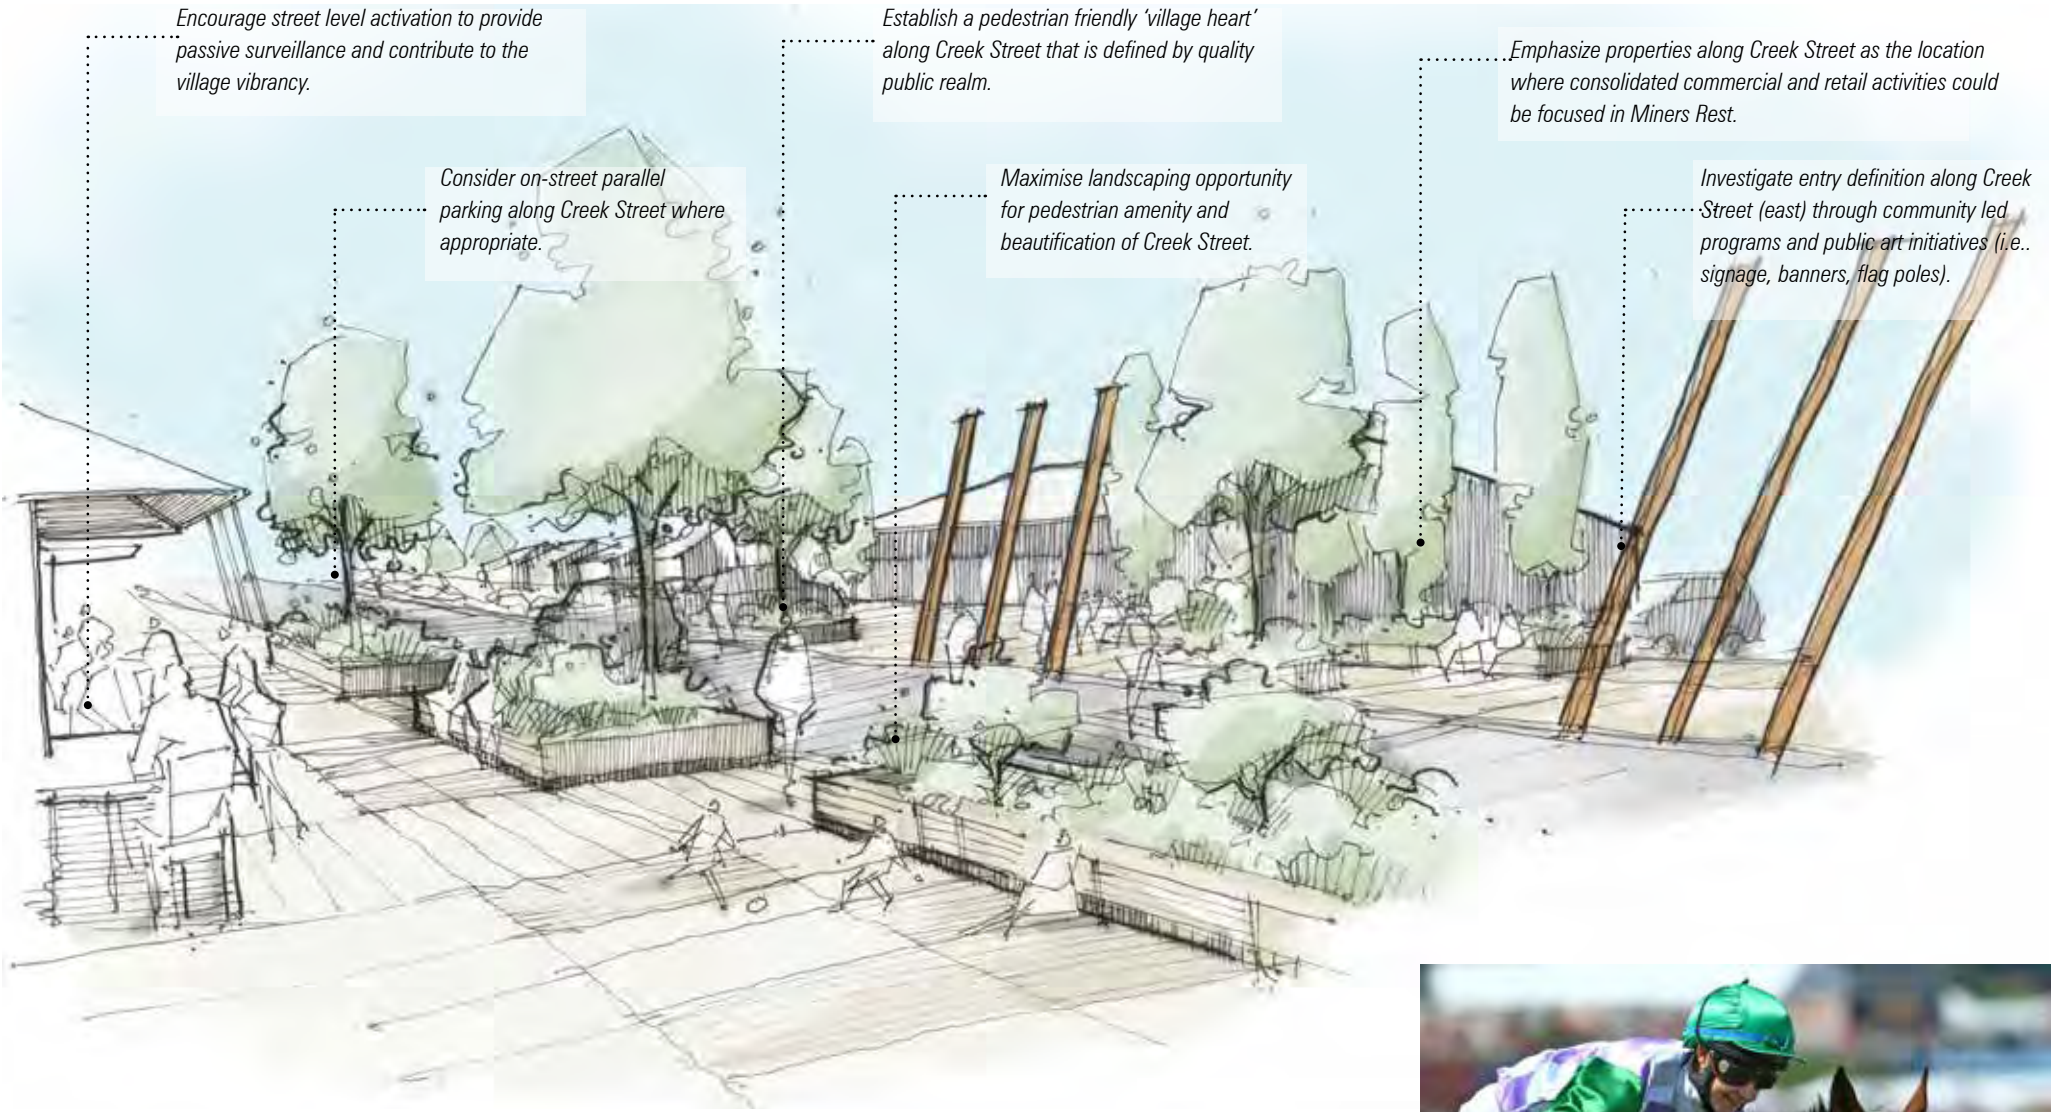 Encourage street level activation to provide
passive surveillance and contribute to the
village vibrancy.
Establish a pedestrian friendly ‘village heart’
along Creek Street that is defined by quality
public realm.
Emphasize properties along Creek Street as the location
where consolidated commercial and retail activities could
be focused in Miners Rest.
Consider on-street parallel
parking along Creek Street where
appropriate.
Maximise landscaping opportunity
for pedestrian amenity and
beautification of Creek Street.
Investigate entry definition along Creek
Street (east) through community led
programs and public art initiatives (i.e..
signage, banners, flag poles).